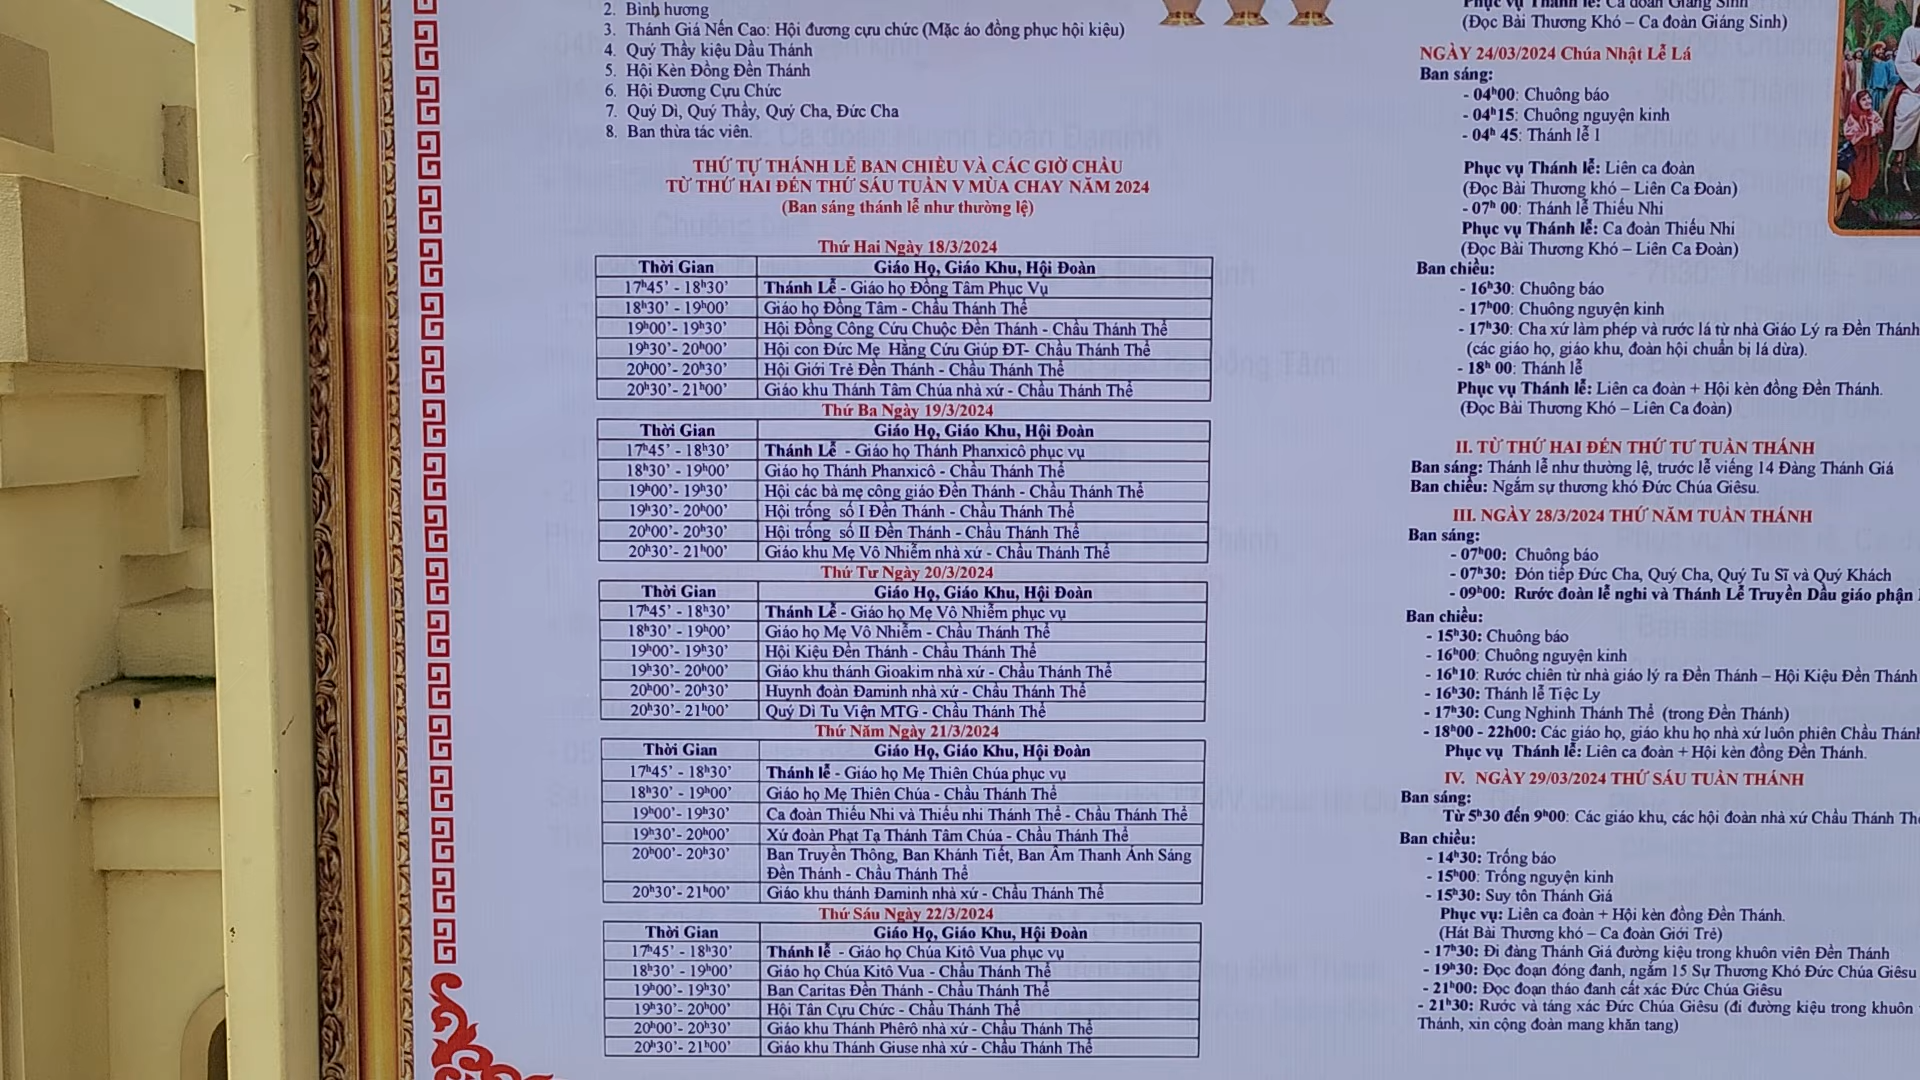 2. Bình hương
3. Thánh Giá Nến Cao: Hội đương cựu chức (Mặc áo đồng phục hội kiệu)
4. Quý Thầy kiệu Dầu Thánh
5. Hội Kèn Đồng Đền Thánh
6. Hội Đương Cựu Chức
7. Quý Dì, Quý Thầy, Quý Cha, Đức Cha
8. Ban thừa tác viên.
THỨ TỰ THÁNH LỄ BAN CHIỀU VÀ CÁC GIỜ CHẦU
TỪ THỨ HAI ĐẾN THỨ SÁU TUẦN V MÙA CHAY NĂM 2024
(Ban sáng thánh lễ như thường lệ)
Thứ Hai Ngày 18/3/2024
Thời Gian Giáo Họ, Giáo Khu, Hội Đoàn
17h45' - 18h30' Thánh Lễ - Giáo họ Đồng Tâm Phục Vụ
18h30' - 19h00' Giáo họ Đồng Tâm - Chầu Thánh Thể
19h00'- 19h30' Hội Đồng Công Cứu Chuộc Đền Thánh - Chầu Thánh Thể
19h30'- 20h00' Hội con Đức Mẹ Hằng Cứu Giúp ĐT- Chầu Thánh Thể
20h00'- 20h30' Hội Giới Trẻ Đền Thánh - Chầu Thánh Thể
20h30'- 21h00' Giáo khu Thánh Tâm Chúa nhà xứ - Chầu Thánh Thể
Thứ Ba Ngày 19/3/2024
Thời Gian Giáo Họ, Giáo Khu, Hội Đoàn
17h45' - 18h30' Thánh Lễ - Giáo họ Thánh Phanxicô phục vụ
18h30' - 19h00' Giáo họ Thánh Phanxicô - Chầu Thánh Thể
19h00'- 19h30' Hội các bà mẹ công giáo Đền Thánh - Chầu Thánh Thể
19h30'- 20h00' Hội trống số I Đền Thánh - Chầu Thánh Thể
20h00'- 20h30' Hội trống số II Đền Thánh - Chầu Thánh Thể
20h30'- 21h00' Giáo khu Mẹ Vô Nhiễm nhà xứ - Chầu Thánh Thể
Thứ Tư Ngày 20/3/2024
Thời Gian Giáo Họ, Giáo Khu, Hội Đoàn
17h45' - 18h30' Thánh Lễ - Giáo họ Mẹ Vô Nhiễm phục vụ
18h30' - 19h00' Giáo họ Mẹ Vô Nhiễm - Chầu Thánh Thể
19h00'- 19h30' Hội Kiệu Đền Thánh - Chầu Thánh Thể
19h30'- 20h00' Giáo khu thánh Gioakim nhà xứ - Chầu Thánh Thể
20h00'- 20h30' Huynh đoàn Đaminh nhà xứ - Chầu Thánh Thể
20h30'- 21h00' Quý Dì Tu Viện MTG - Chầu Thánh Thể
Thứ Năm Ngày 21/3/2024
Thời Gian Giáo Họ, Giáo Khu, Hội Đoàn
17h45' - 18h30' Thánh lễ - Giáo họ Mẹ Thiên Chúa phục vụ
18h30' - 19h00' Giáo họ Mẹ Thiên Chúa - Chầu Thánh Thể
19h00'- 19h30' Ca đoàn Thiếu Nhi và Thiếu nhi Thánh Thể - Chầu Thánh Thể
19h30'- 20h00' Xứ đoàn Phạt Tạ Thánh Tâm Chúa - Chầu Thánh Thể
20h00'- 20h30' Ban Truyền Thông, Ban Khánh Tiết, Ban Âm Thanh Ánh Sáng
Đền Thánh - Chầu Thánh Thể
20h30'- 21h00' Giáo khu thánh Đaminh nhà xứ - Chầu Thánh Thể
Thứ Sáu Ngày 22/3/2024
Thời Gian Giáo Họ, Giáo Khu, Hội Đoàn
17h45' - 18h30' Thánh lễ - Giáo họ Chúa Kitô Vua phục vụ
18h30' - 19h00' Giáo họ Chúa Kitô Vua - Chầu Thánh Thể
19h00'- 19h30' Ban Caritas Đền Thánh - Chầu Thánh Thể
19h30'- 20h00' Hội Tân Cựu Chức - Chầu Thánh Thể
20h00'- 20h30' Giáo khu Thánh Phêrô nhà xứ - Chầu Thánh Thể
20h30'- 21h00' Giáo khu Thánh Giuse nhà xứ - Chầu Thánh Thể
Phục vụ Thánh lễ: Ca đoàn Giáng Sinh
(Đọc Bài Thương Khó – Ca đoàn Giáng Sinh)
NGÀY 24/03/2024 Chúa Nhật Lễ Lá
Ban sáng:
- 04h00: Chuông báo
- 04h15: Chuông nguyện kinh
- 04h 45: Thánh lễ I
Phục vụ Thánh lễ: Liên ca đoàn
(Đọc Bài Thương khó – Liên Ca Đoàn)
- 07h 00: Thánh lễ Thiếu Nhi
Phục vụ Thánh lễ: Ca đoàn Thiếu Nhi
(Đọc Bài Thương Khó – Liên Ca Đoàn)
Ban chiều:
- 16h30: Chuông báo
- 17h00: Chuông nguyện kinh
- 17h30: Cha xứ làm phép và rước lá từ nhà Giáo Lý ra Đền Thánh
(các giáo họ, giáo khu, đoàn hội chuẩn bị lá dừa).
- 18h 00: Thánh lễ
Phục vụ Thánh lễ: Liên ca đoàn + Hội kèn đồng Đền Thánh.
(Đọc Bài Thương Khó – Liên Ca đoàn)
II. TỪ THỨ HAI ĐẾN THỨ TƯ TUẦN THÁNH
Ban sáng: Thánh lễ như thường lệ, trước lễ viếng 14 Đàng Thánh Giá
Ban chiều: Ngắm sự thương khó Đức Chúa Giêsu.
III. NGÀY 28/3/2024 THỨ NĂM TUẦN THÁNH
Ban sáng:
- 07h00: Chuông báo
- 07h30: Đón tiếp Đức Cha, Quý Cha, Quý Tu Sĩ và Quý Khách
- 09h00: Rước đoàn lễ nghi và Thánh Lễ Truyền Dầu giáo phận
Ban chiều:
- 15h30: Chuông báo
- 16h00: Chuông nguyện kinh
- 16h10: Rước chiên từ nhà giáo lý ra Đền Thánh – Hội Kiệu Đền Thánh
- 16h30: Thánh lễ Tiệc Ly
- 17h30: Cung Nghinh Thánh Thể (trong Đền Thánh)
- 18h00 - 22h00: Các giáo họ, giáo khu họ nhà xứ luôn phiên Chầu Thánh
Phục vụ Thánh lễ: Liên ca đoàn + Hội kèn đồng Đền Thánh.
IV. NGÀY 29/03/2024 THỨ SÁU TUẦN THÁNH
Ban sáng:
Từ 5h30 đến 9h00: Các giáo khu, các hội đoàn nhà xứ Chầu Thánh Thể
Ban chiều:
- 14h30: Trống báo
- 15h00: Trống nguyện kinh
- 15h30: Suy tôn Thánh Giá
Phục vụ: Liên ca đoàn + Hội kèn đồng Đền Thánh.
(Hát Bài Thương khó – Ca đoàn Giới Trẻ)
- 17h30: Đi đàng Thánh Giá đường kiệu trong khuôn viên Đền Thánh
- 19h30: Đọc đoạn đóng đanh, ngắm 15 Sự Thương Khó Đức Chúa Giêsu
- 21h00: Đọc đoạn tháo đanh cất xác Đức Chúa Giêsu
- 21h30: Rước và táng xác Đức Chúa Giêsu (đi đường kiệu trong khuôn
Thánh, xin cộng đoàn mang khăn tang)